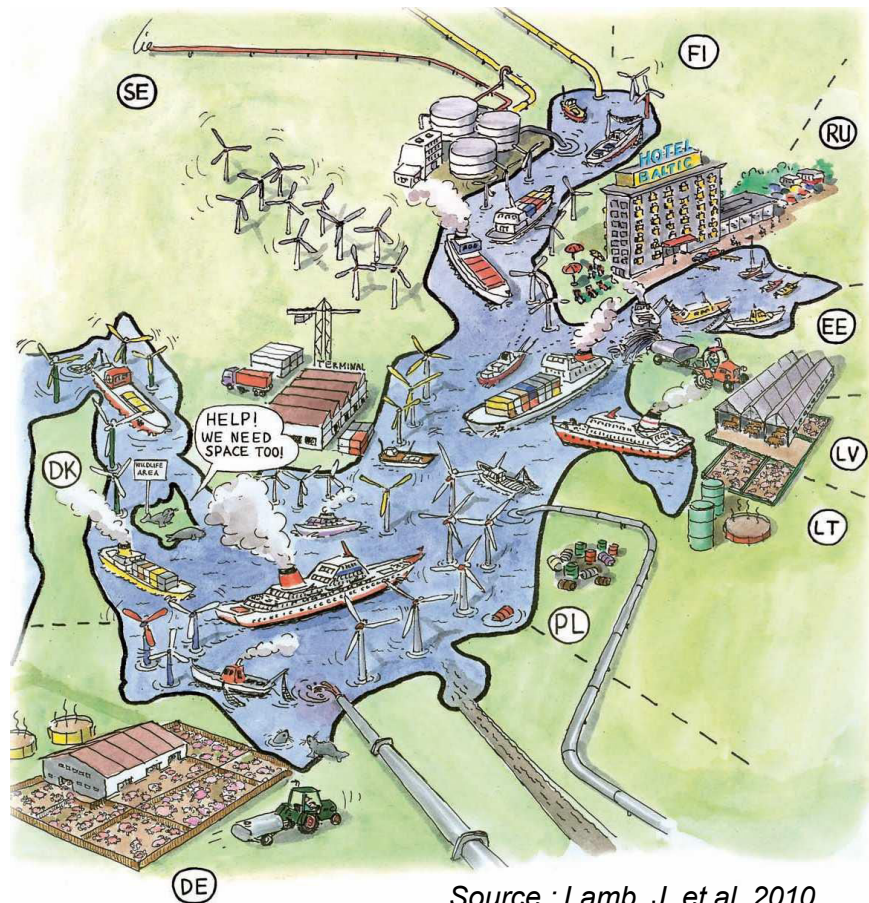 SE
FI
RU
HOTEL
BALTIC
EE
TERMINAL
HELP!
WE NEED
SPACE TOO!
DK
WILDLIFE
AREA
LV
LT
PL
DE
Source : Lamb, J. et al, 2010